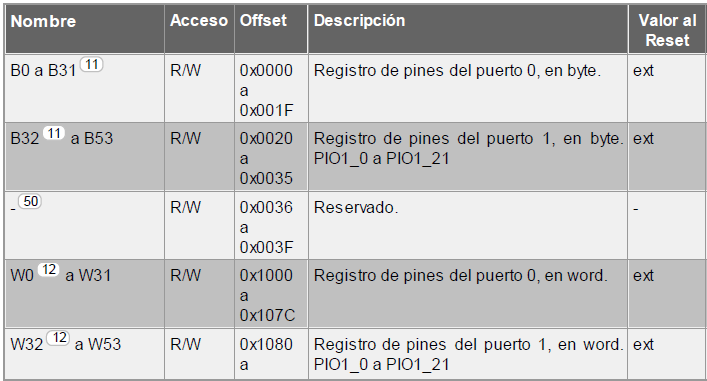 Nombre Acceso Offset Descripción Valor al
Reset
B0 a B31 11 R/W 0x0000 Registro de pines del puerto 0, en byte. ext
a
0x001F
B32 11 a B53 R/W 0x0020 Registro de pines del puerto 1, en byte. ext
a PIO1_0 a PIO1_21
0x0035
- 50 R/W 0x0036 Reservado. -
a
0x003F
W0 12 a W31 R/W 0x1000 Registro de pines del puerto 0, en word. ext
a
0x107C
W32 12 a W53 R/W 0x1080 Registro de pines del puerto 1, en word. ext
a PIO1_0 a PIO1_21